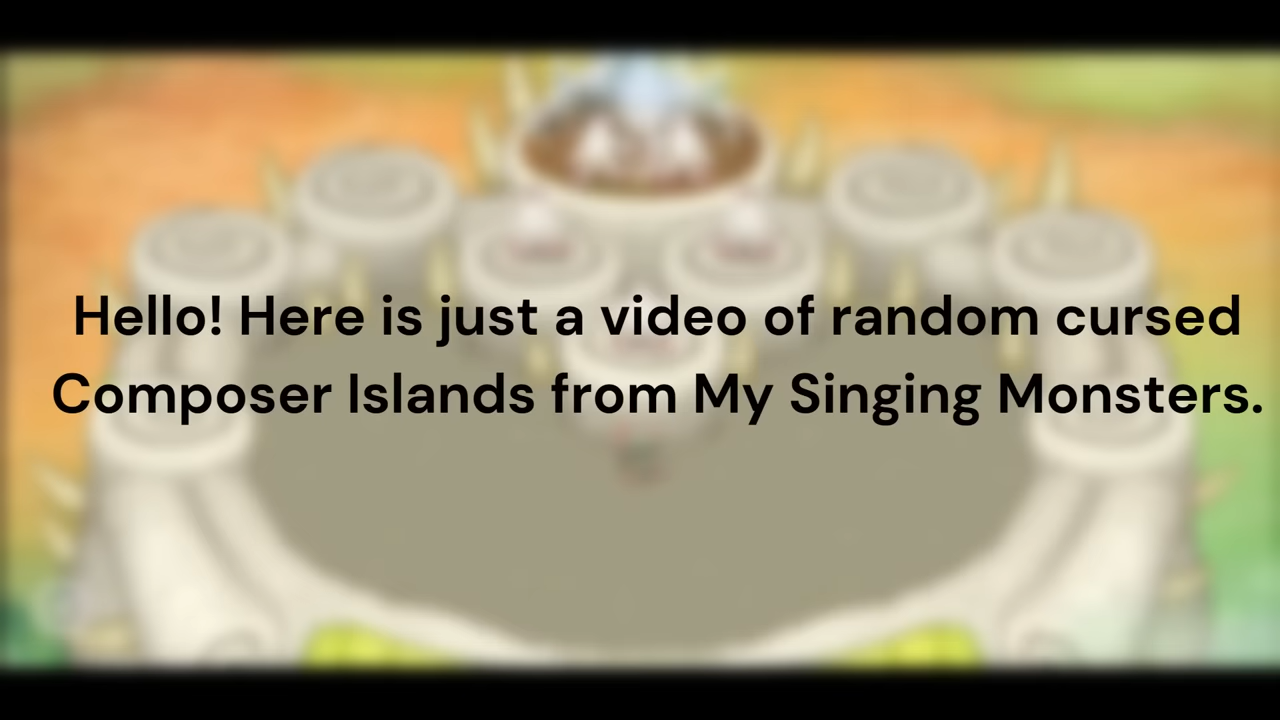 Hello! Here is just a video of random cursed
Composer Islands from My Singing Monsters.